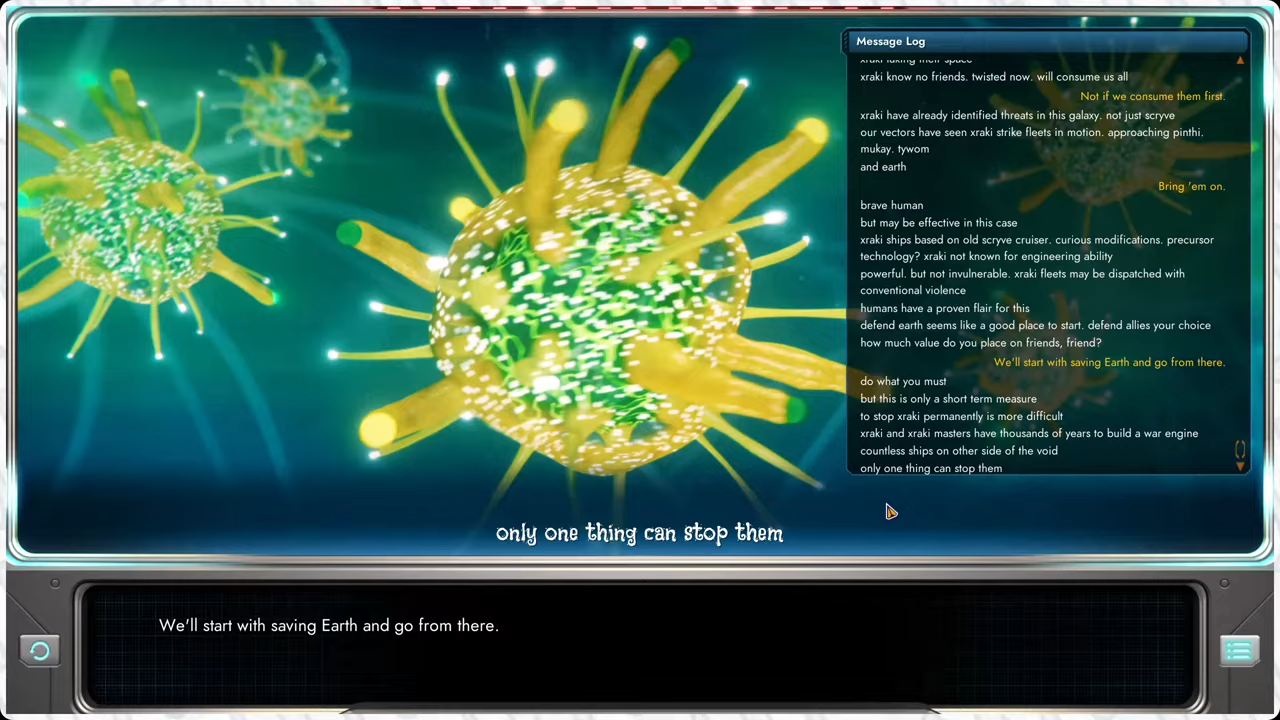 Message Log
xraki taking their space
xraki know no friends. twisted now. will consume us all
Not if we consume them first.
xraki have already identified threats in this galaxy. not just scryve
our vectors have seen xraki strike fleets in motion. approaching pinthi.
mukay. tywom
and earth
Bring 'em on.
brave human
but may be effective in this case
xraki ships based on old scryve cruiser. curious modifications. precursor
technology? xraki not known for engineering ability
powerful. but not invulnerable. xraki fleets may be dispatched with
conventional violence
humans have a proven flair for this
defend earth seems like a good place to start. defend allies your choice
how much value do you place on friends, friend?
We'll start with saving Earth and go from there.
do what you must
but this is only a short term measure
to stop xraki permanently is more difficult
xraki and xraki masters have thousands of years to build a war engine
countless ships on other side of the void
only one thing can stop them
only one thing can stop them
We'll start with saving Earth and go from there.